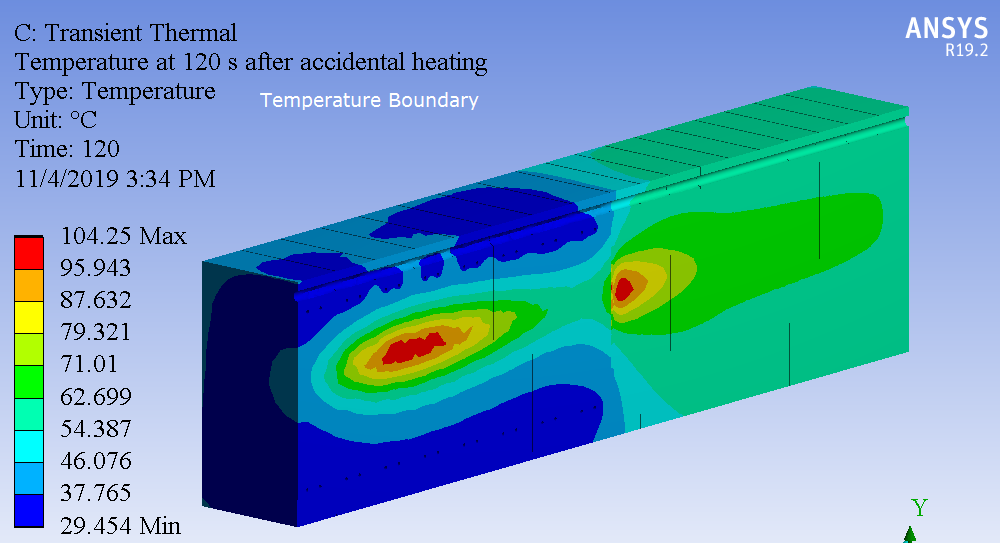 C: Transient Thermal
Temperature at 120 s after accidental heating
Type: Temperature
Unit: °C
Time: 120
11/4/2019 3:34 PM
Temperature Boundary
ANSYS
R19.2
104.25 Max
95.943
87.632
79.321
71.01
62.699
54.387
46.076
37.765
29.454 Min
Y